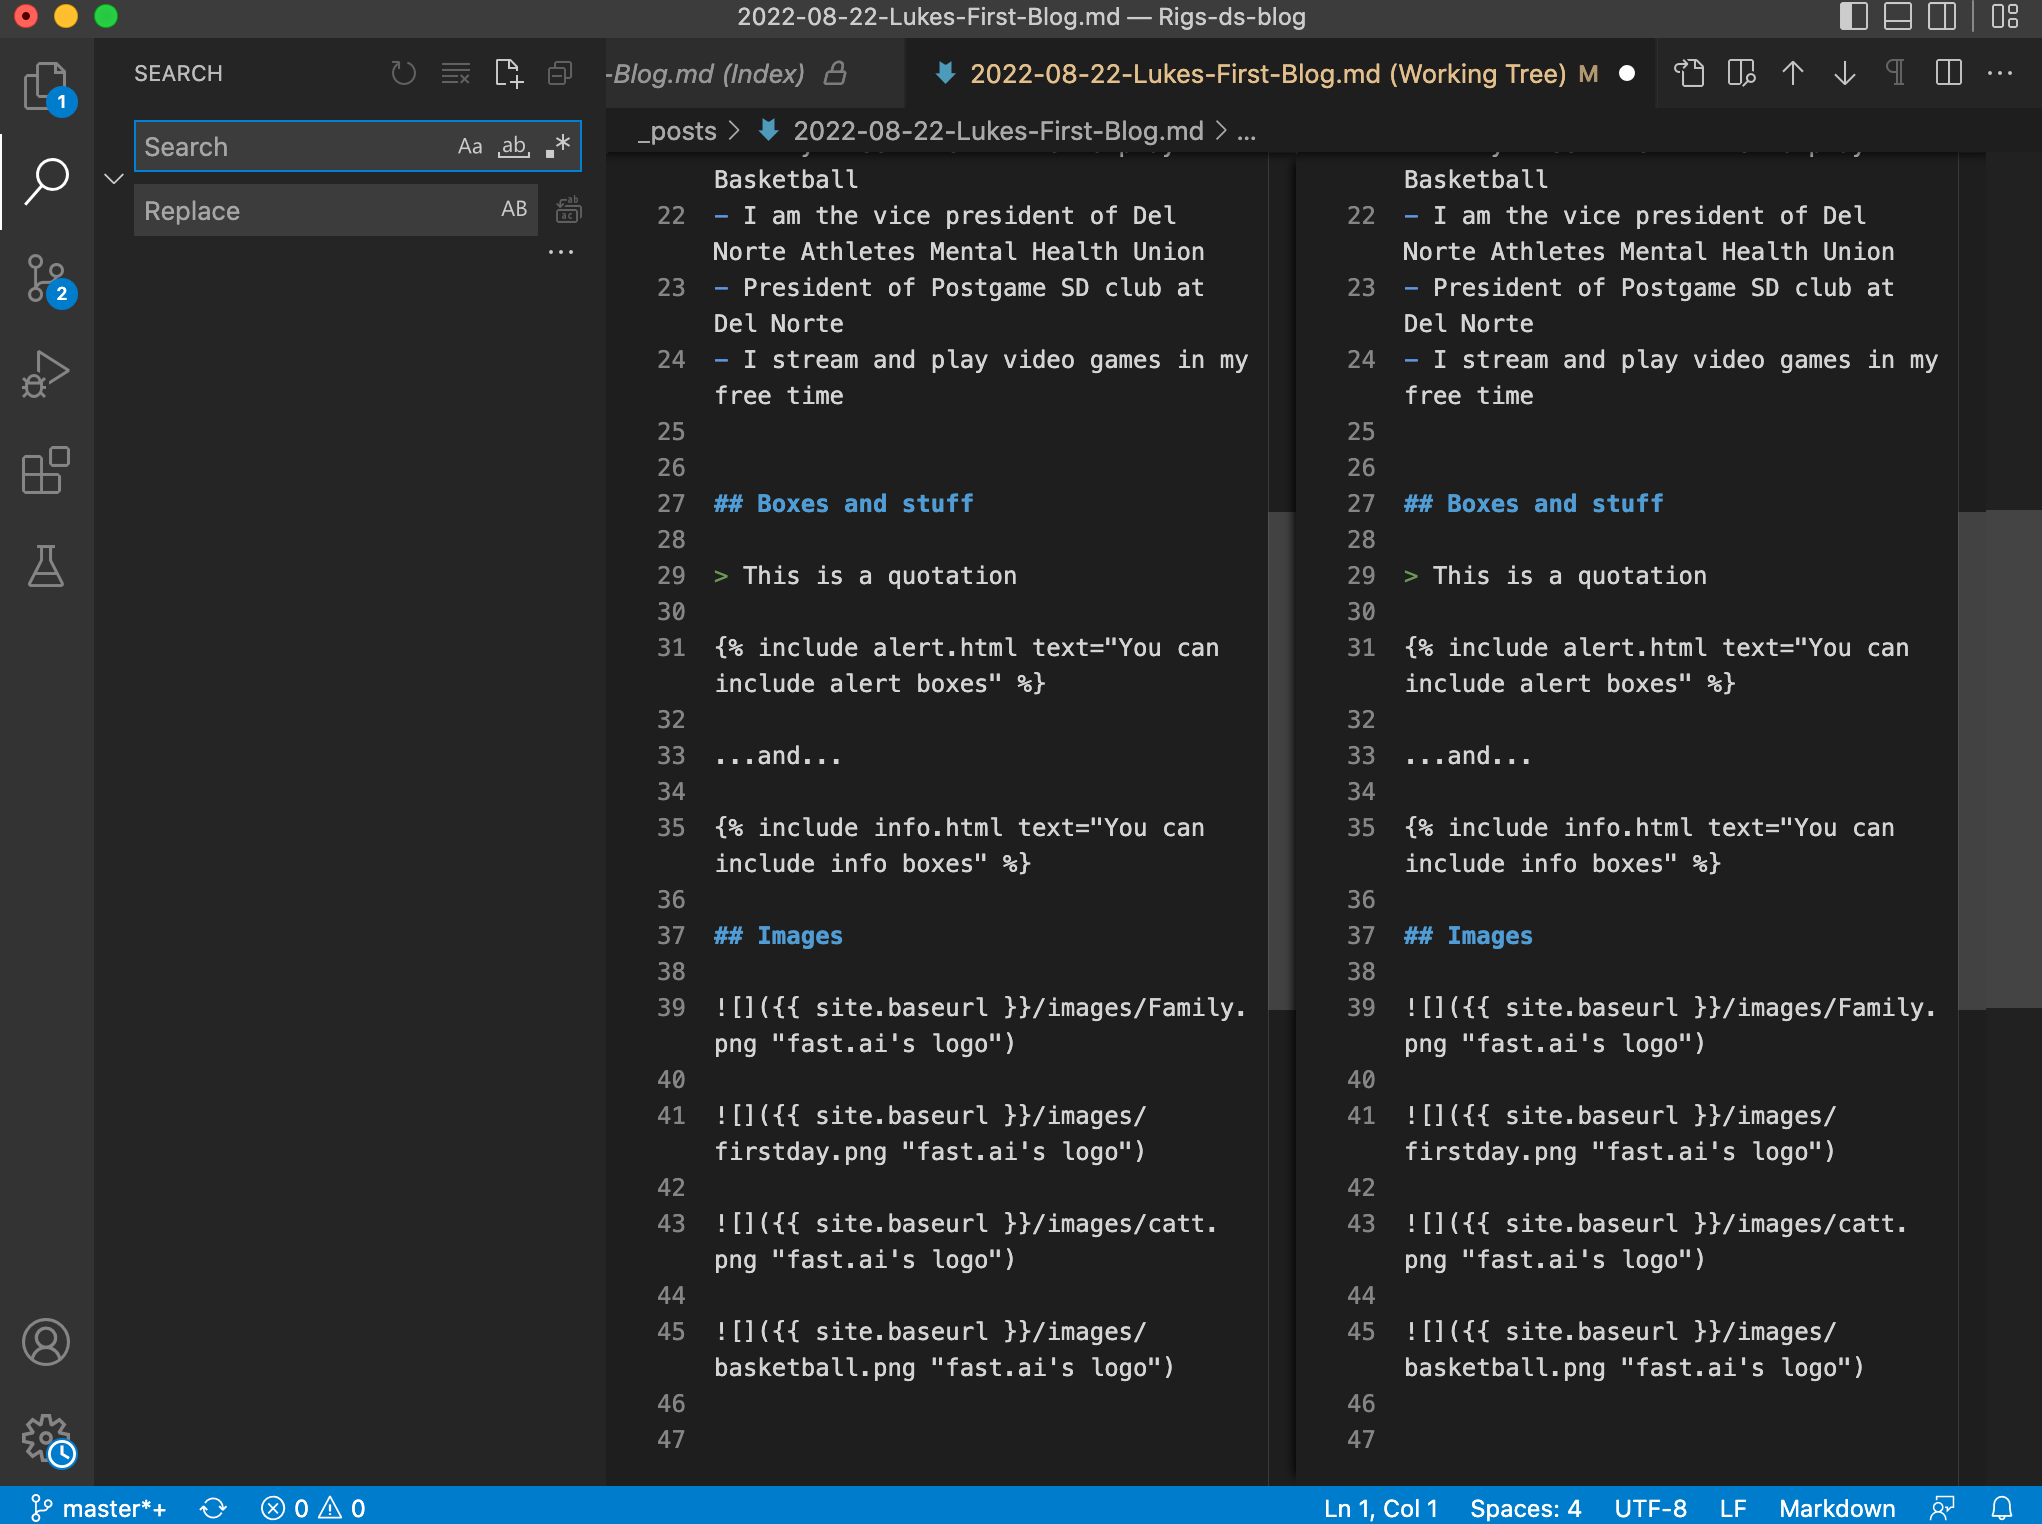 2022-08-22-Lukes-First-Blog.md — Rigs-ds-blog
SEARCH
-Blog.md (Index)
2022-08-22-Lukes-First-Blog.md (Working Tree) M
1
Search
Aa ab .*
_posts > 2022-08-22-Lukes-First-Blog.md > ...
Replace
AB
ab
ac
...
2
Basketball
22 - I am the vice president of Del
Norte Athletes Mental Health Union
23 - President of Postgame SD club at
Del Norte
24 - I stream and play video games in my
free time
25
26
27 ## Boxes and stuff
28
29 > This is a quotation
30
31 {% include alert.html text="You can
include alert boxes" %}
32
33 ...and...
34
35 {% include info.html text="You can
include info boxes" %}
36
37 ## Images
38
39 ![]({{ site.baseurl }}/images/Family.
png "fast.ai's logo")
40
41 ![]({{ site.baseurl }}/images/
firstday.png "fast.ai's logo")
42
43 ![]({{ site.baseurl }}/images/catt.
png "fast.ai's logo")
44
45 ![]({{ site.baseurl }}/images/
basketball.png "fast.ai's logo")
46
47
Basketball
22 - I am the vice president of Del
Norte Athletes Mental Health Union
23 - President of Postgame SD club at
Del Norte
24 - I stream and play video games in my
free time
25
26
27 ## Boxes and stuff
28
29 > This is a quotation
30
31 {% include alert.html text="You can
include alert boxes" %}
32
33 ...and...
34
35 {% include info.html text="You can
include info boxes" %}
36
37 ## Images
38
39 ![]({{ site.baseurl }}/images/Family.
png "fast.ai's logo")
40
41 ![]({{ site.baseurl }}/images/
firstday.png "fast.ai's logo")
42
43 ![]({{ site.baseurl }}/images/catt.
png "fast.ai's logo")
44
45 ![]({{ site.baseurl }}/images/
basketball.png "fast.ai's logo")
46
47
master*+ 0 0 Ln 1, Col 1 Spaces: 4 UTF-8 LF Markdown